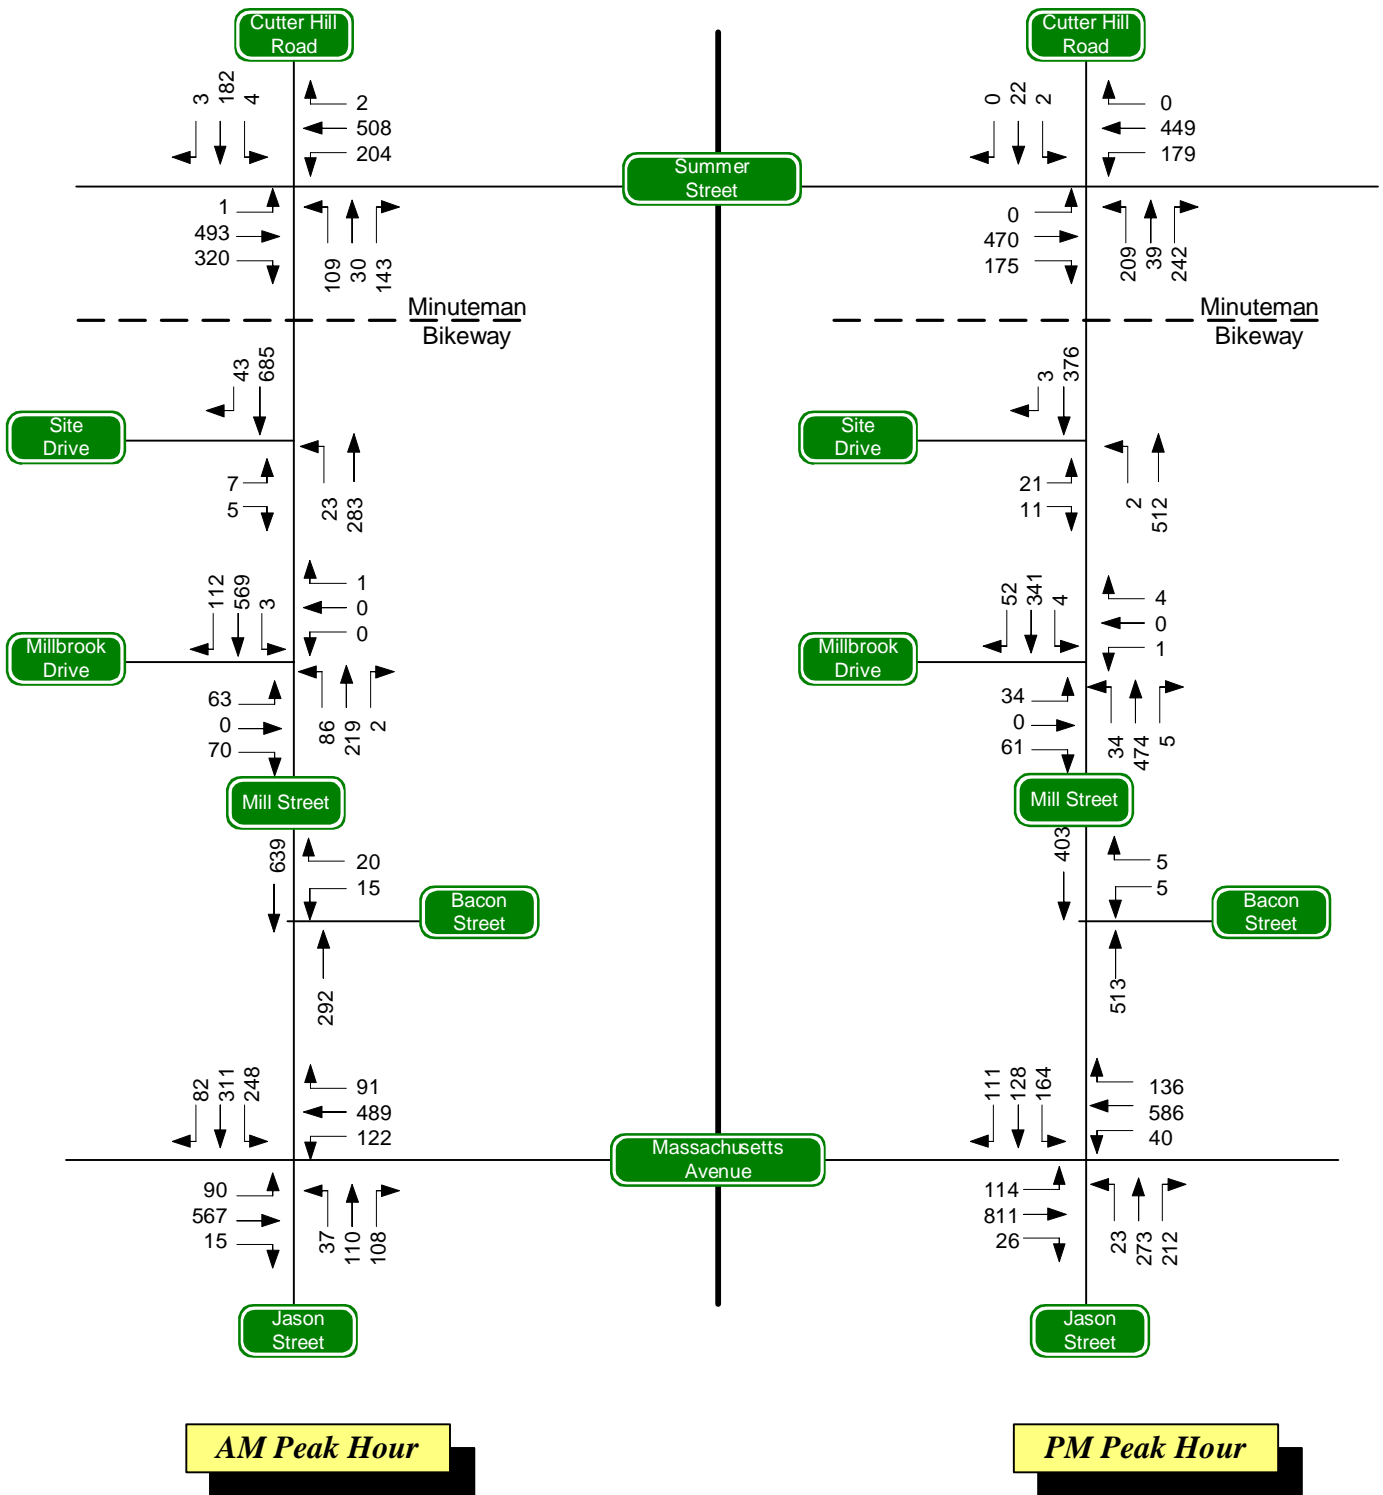 Cutter Hill
Road
3
182
4
2
508
204
1
493
320
109
30
143
Minuteman
Bikeway
43
685
Site
Drive
7
5
23
283
112
569
3
1
0
0
Millbrook
Drive
63
0
70
86
219
2
Mill Street
639
20
15
Bacon
Street
292
82
311
248
91
489
122
90
567
15
37
110
108
Jason
Street
AM Peak Hour
Summer
Street
Massachusetts
Avenue
Cutter Hill
Road
0
22
2
0
449
179
0
470
175
209
39
242
Minuteman
Bikeway
3
376
Site
Drive
21
11
2
512
52
341
4
4
0
1
Millbrook
Drive
34
0
61
34
474
5
Mill Street
403
5
5
Bacon
Street
513
111
128
164
136
586
40
114
811
26
23
273
212
Jason
Street
PM Peak Hour